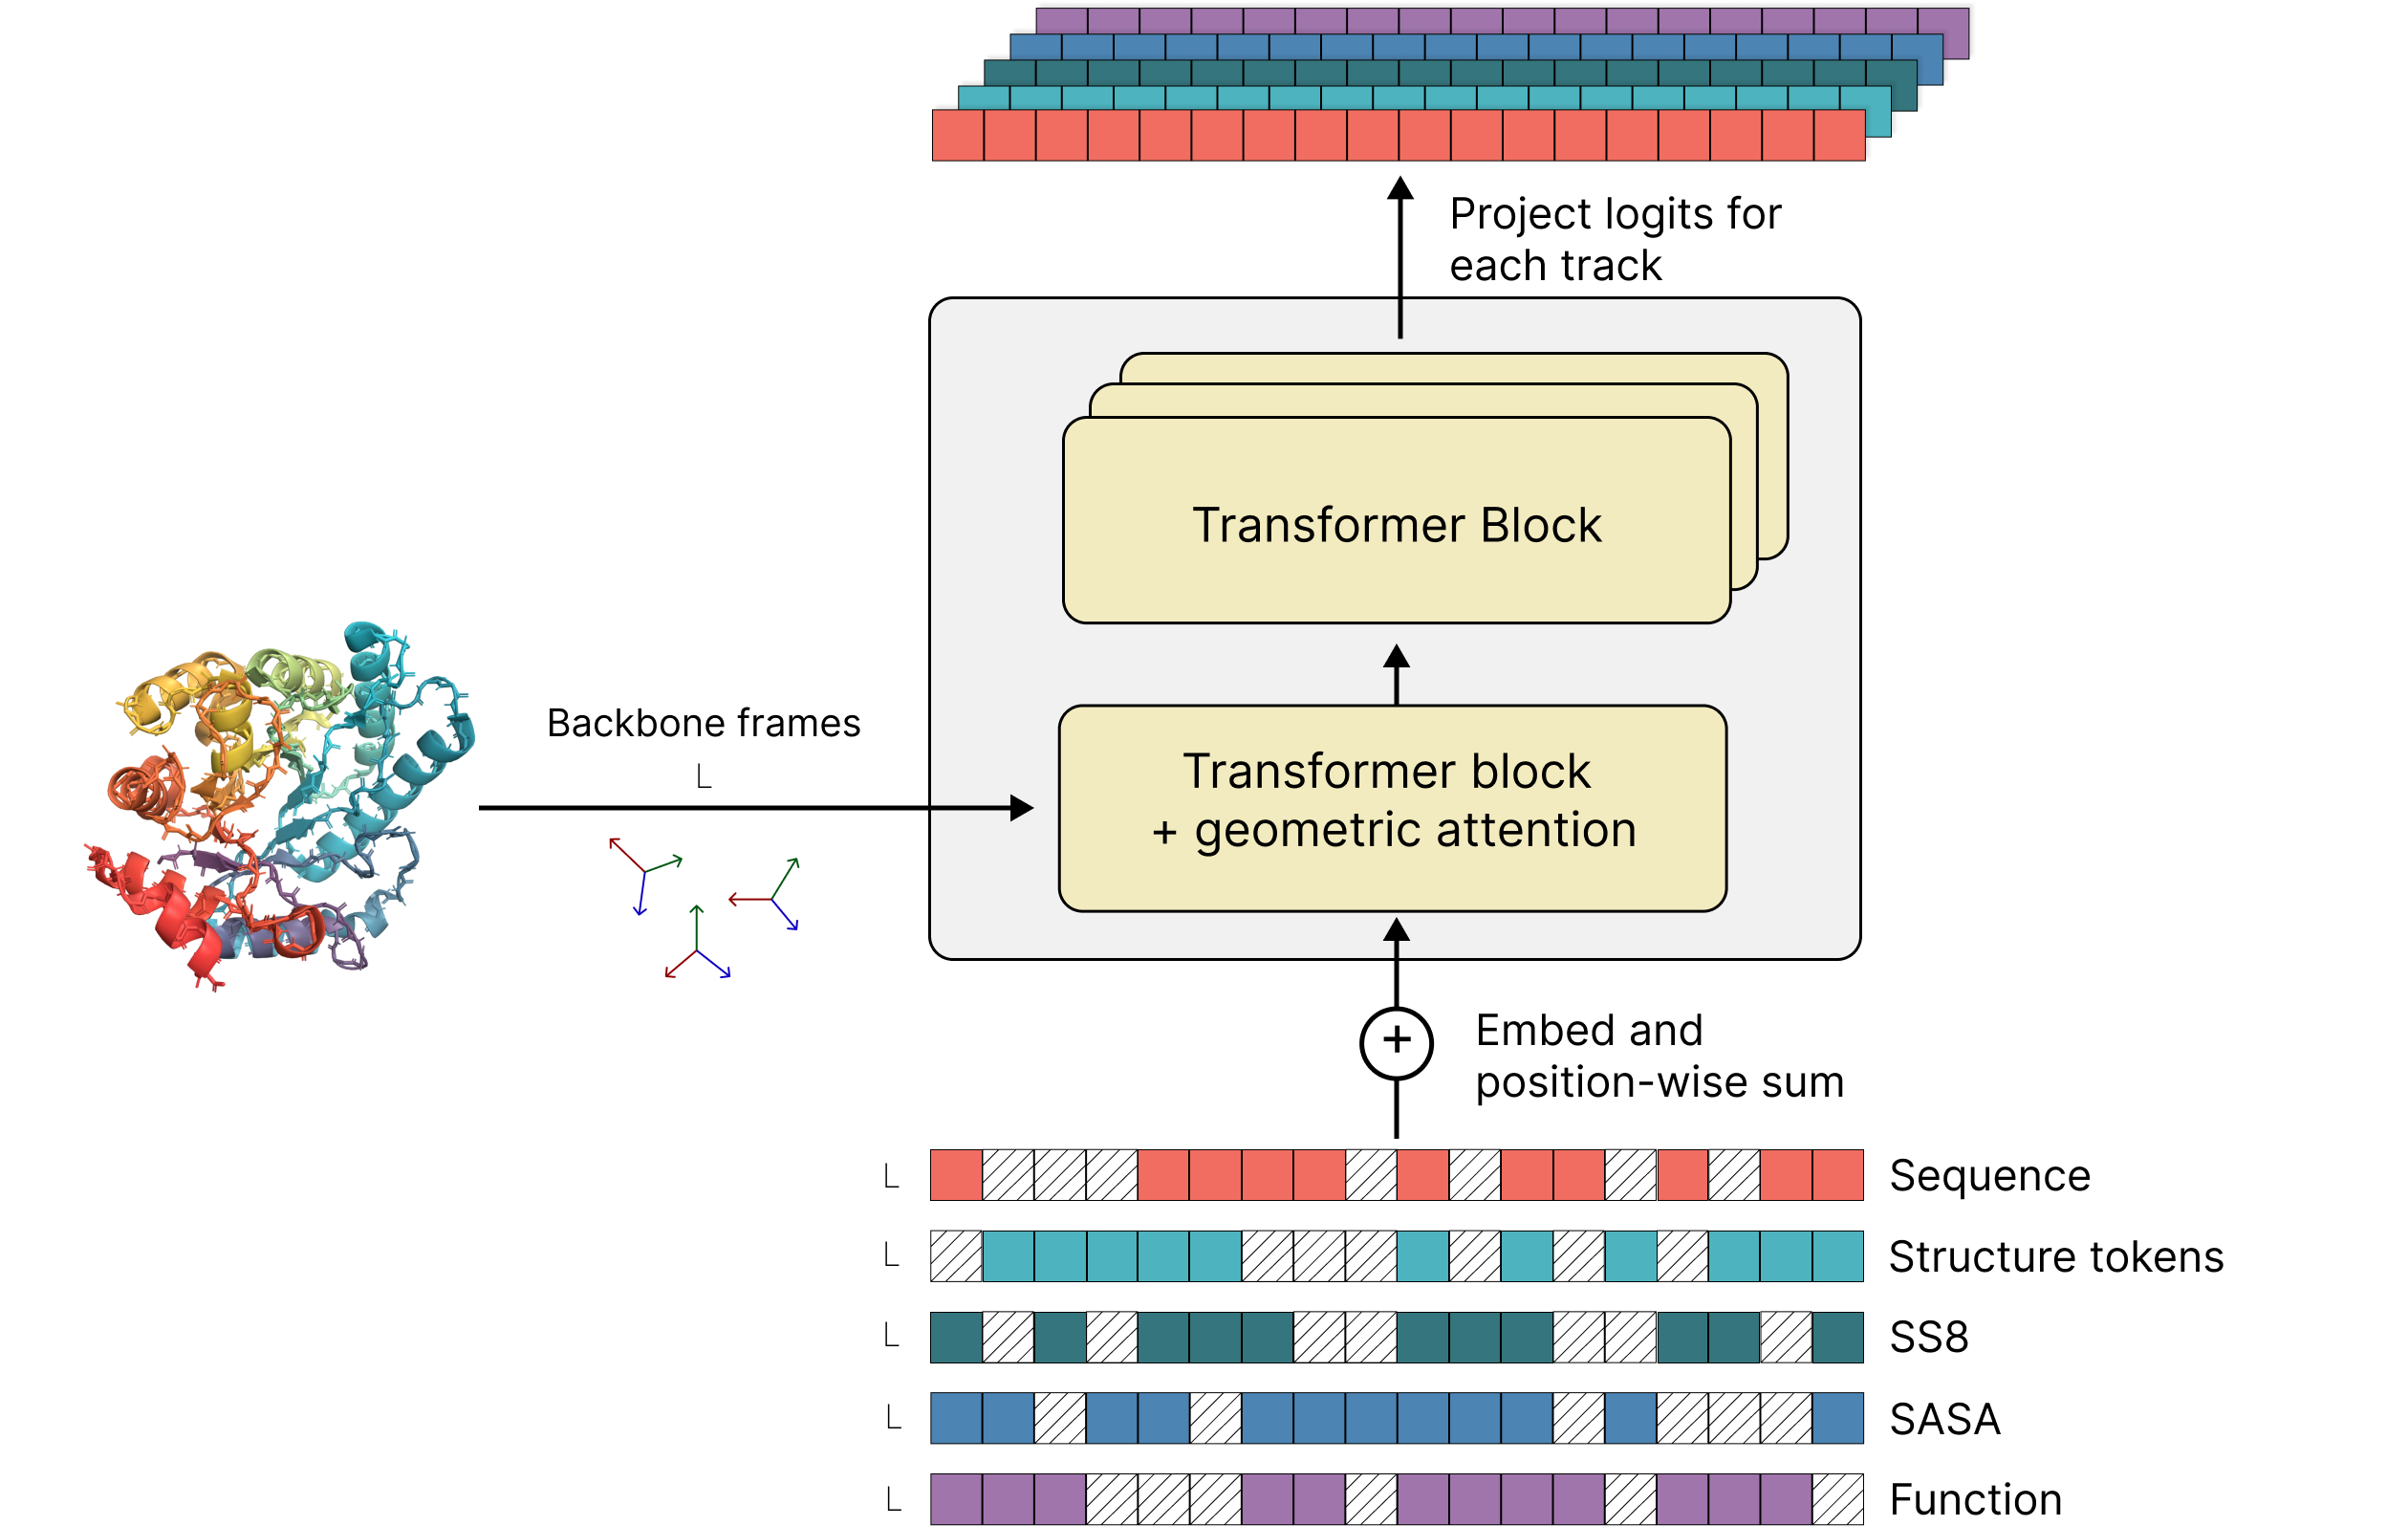 Project logits for
each track
Transformer Block
Backbone frames
L
Transformer block
+ geometric attention
+
Embed and
position-wise sum
L
Sequence
L
Structure tokens
L
SS8
L
SASA
L
Function